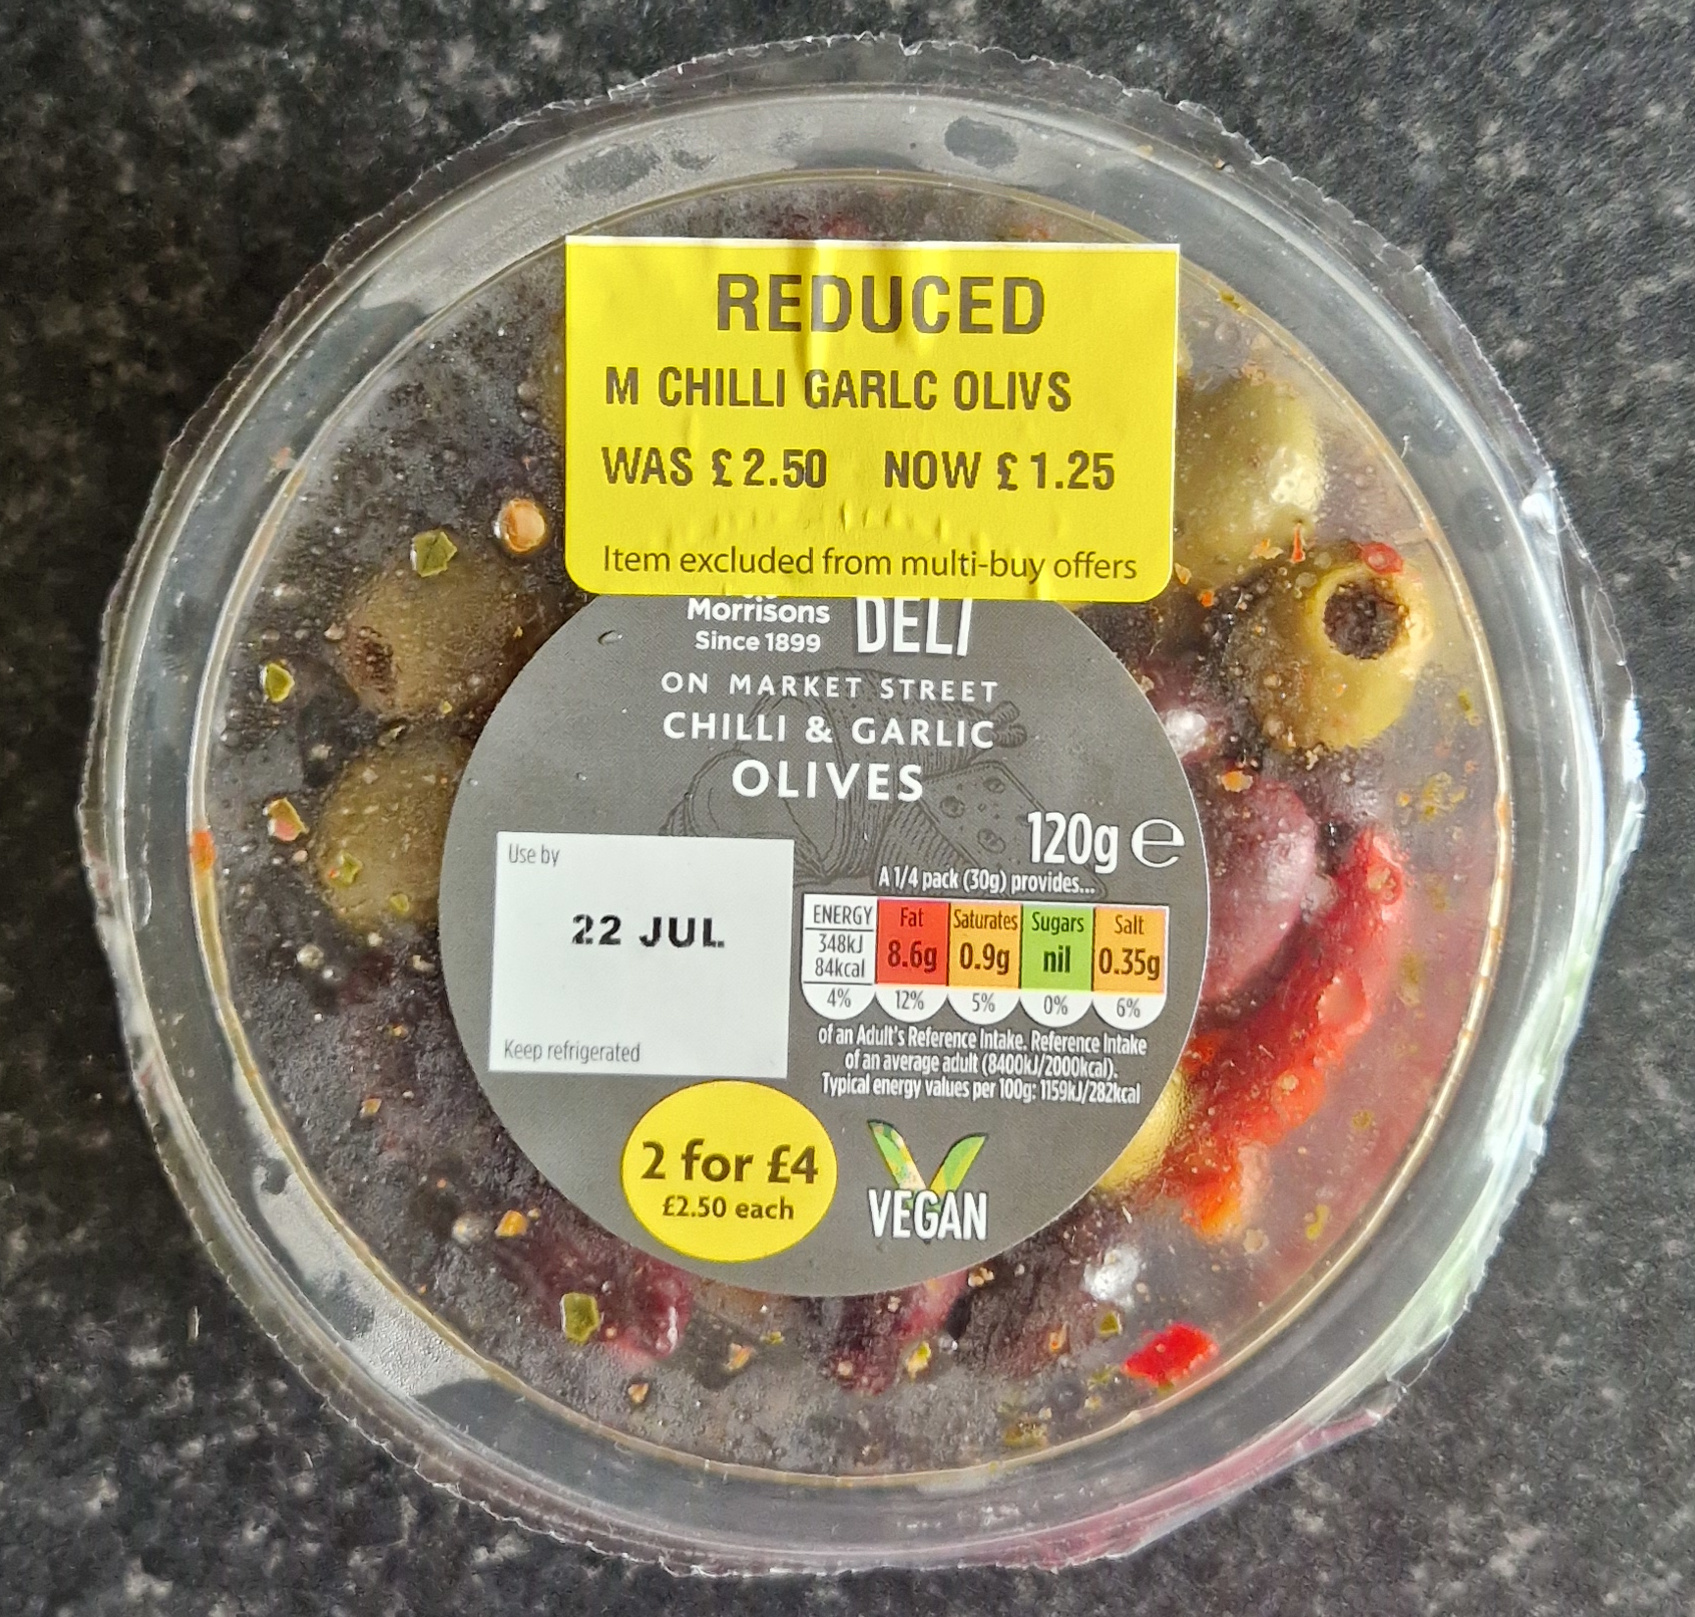 REDUCED
M CHILLI GARLC OLIVS
WAS £2.50 NOW £1.25
Item excluded from multi-buy offers
Morrisons
Since 1899
DELI
ON MARKET STREET
CHILLI & GARLIC
OLIVES
120g e
A 1/4 pack (30g) provides...
Use by
22 JUL
Keep refrigerated
ENERGY Fat Saturates Sugars Salt
348kJ
84kcal 8.6g 0.9g nil 0.35g
4% 12% 5% 0% 6%
of an Adult's Reference Intake. Reference Intake
of an average adult (8400kJ/2000kcal).
Typical energy values per 100g: 1159kJ/282kcal
2 for £4
£2.50 each
VEGAN